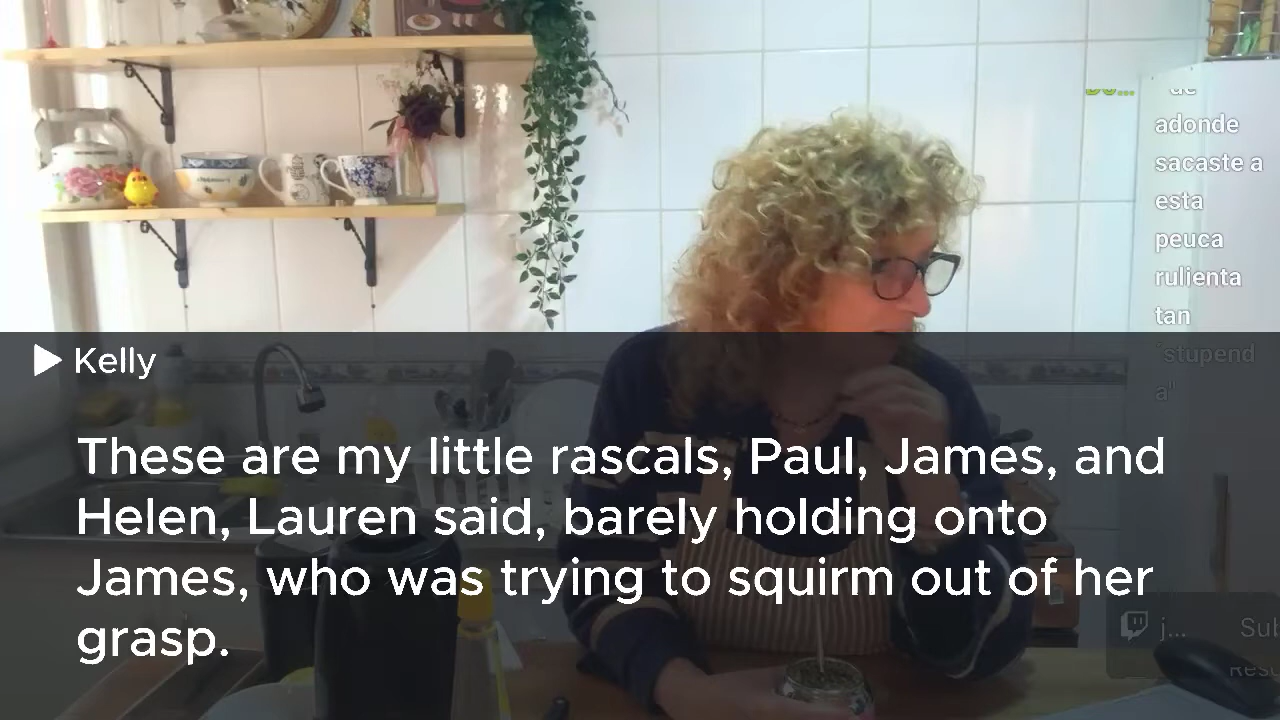 adonde
sacaste a
esta
peuca
rulienta
tan
"stupend
a"
Kelly
These are my little rascals, Paul, James, and
Helen, Lauren said, barely holding onto
James, who was trying to squirm out of her
grasp.
j...